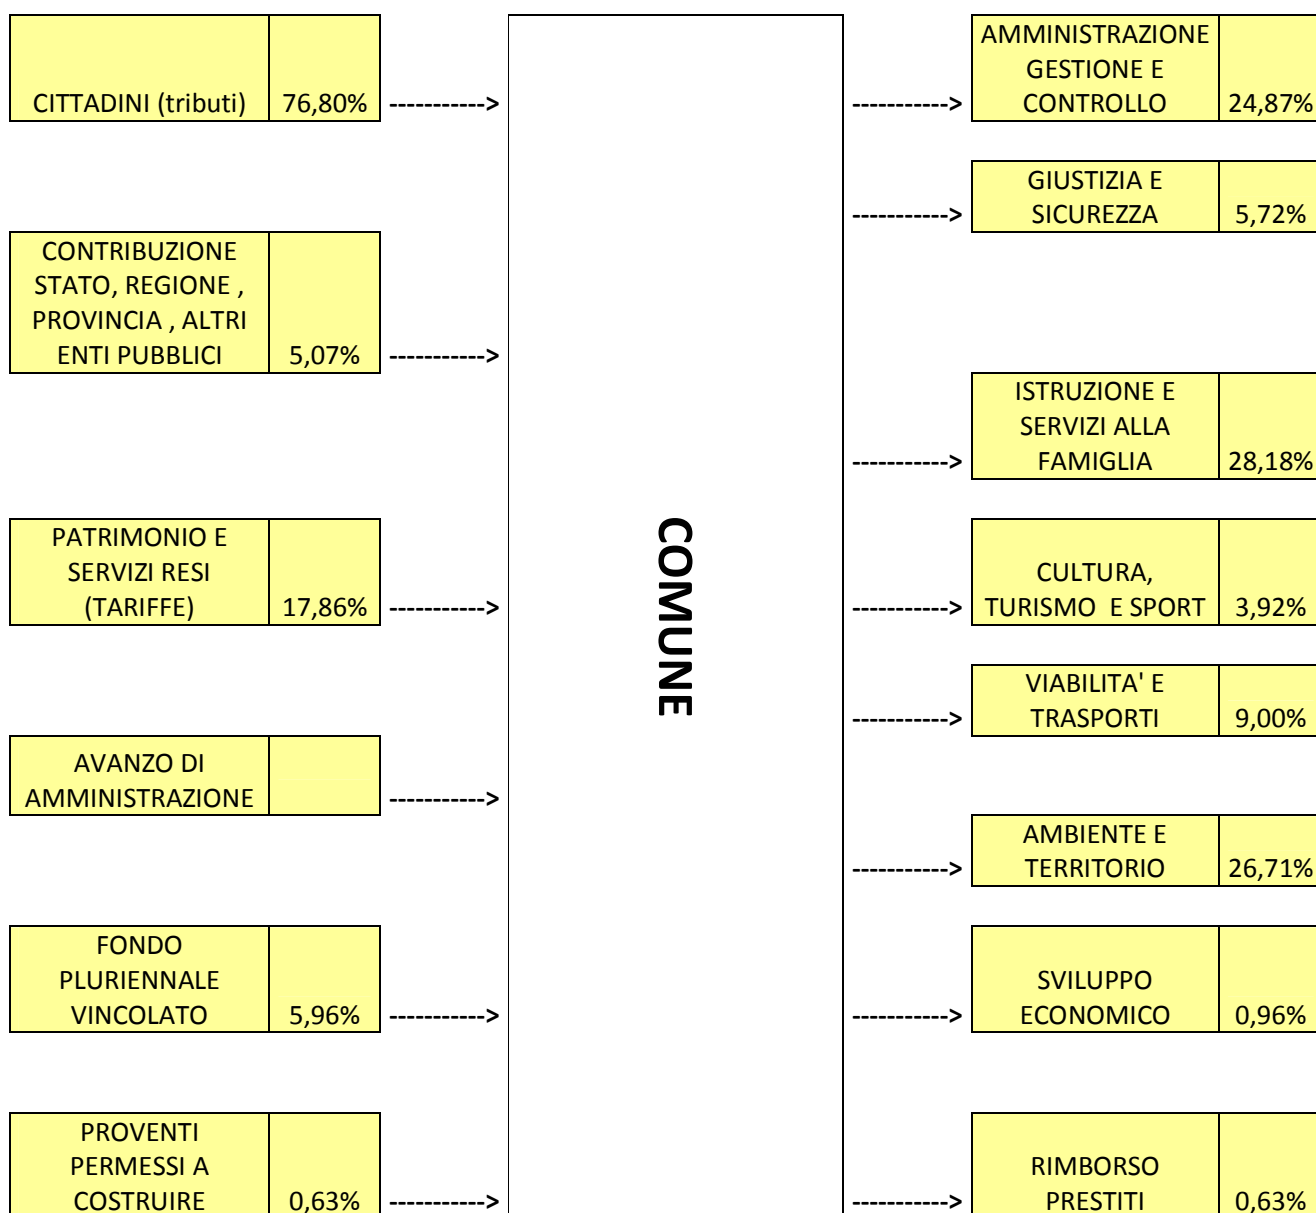 CITTADINI (tributi) 76,80% ----------->
CONTRIBUZIONE
STATO, REGIONE ,
PROVINCIA , ALTRI
ENTI PUBBLICI 5,07% ----------->
PATRIMONIO E
SERVIZI RESI
(TARIFFE) 17,86% ----------->
AVANZO DI
AMMINISTRAZIONE ----------->
FONDO
PLURIENNALE
VINCOLATO 5,96% ----------->
PROVENTI
PERMESSI A
COSTRUIRE 0,63% ----------->
COMUNE
AMMINISTRAZIONE
GESTIONE E
-----------> CONTROLLO 24,87%
GIUSTIZIA E
-----------> SICUREZZA 5,72%
ISTRUZIONE E
SERVIZI ALLA
-----------> FAMIGLIA 28,18%
CULTURA,
-----------> TURISMO E SPORT 3,92%
VIABILITA' E
-----------> TRASPORTI 9,00%
AMBIENTE E
-----------> TERRITORIO 26,71%
SVILUPPO
-----------> ECONOMICO 0,96%
RIMBORSO
-----------> PRESTITI 0,63%